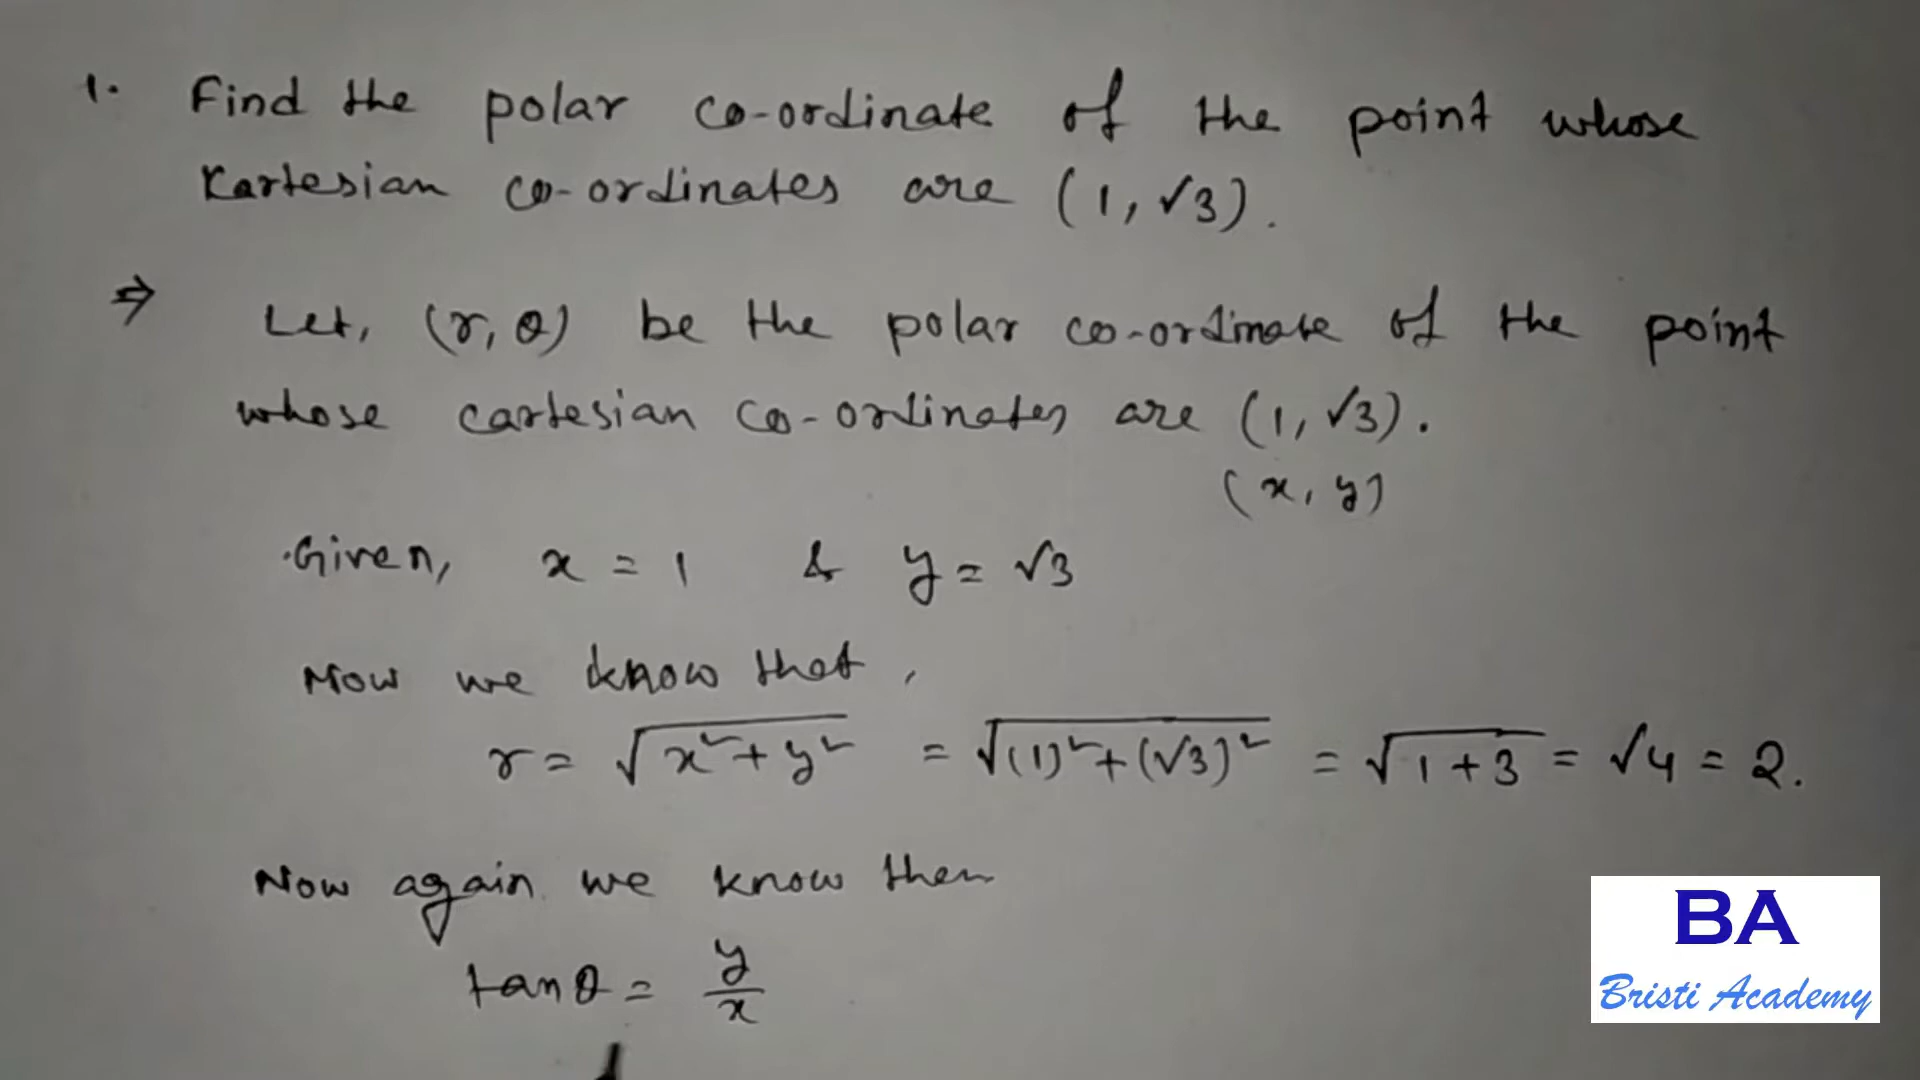 1. Find the polar co-ordinate of the point whose
Kartesian co-ordinates are (1, √3).
⇒ Let, (r, θ) be the polar co-ordinate of the point
whose cartesian co-ordinates are (1, √3).
(x, y)
Given, x = 1 & y = √3
Now we know that,
r = √x²+y² = √(1)²+(√3)² = √1+3 = √4 = 2.
Now again we know then
tanθ = y/x
BA
Bristi Academy